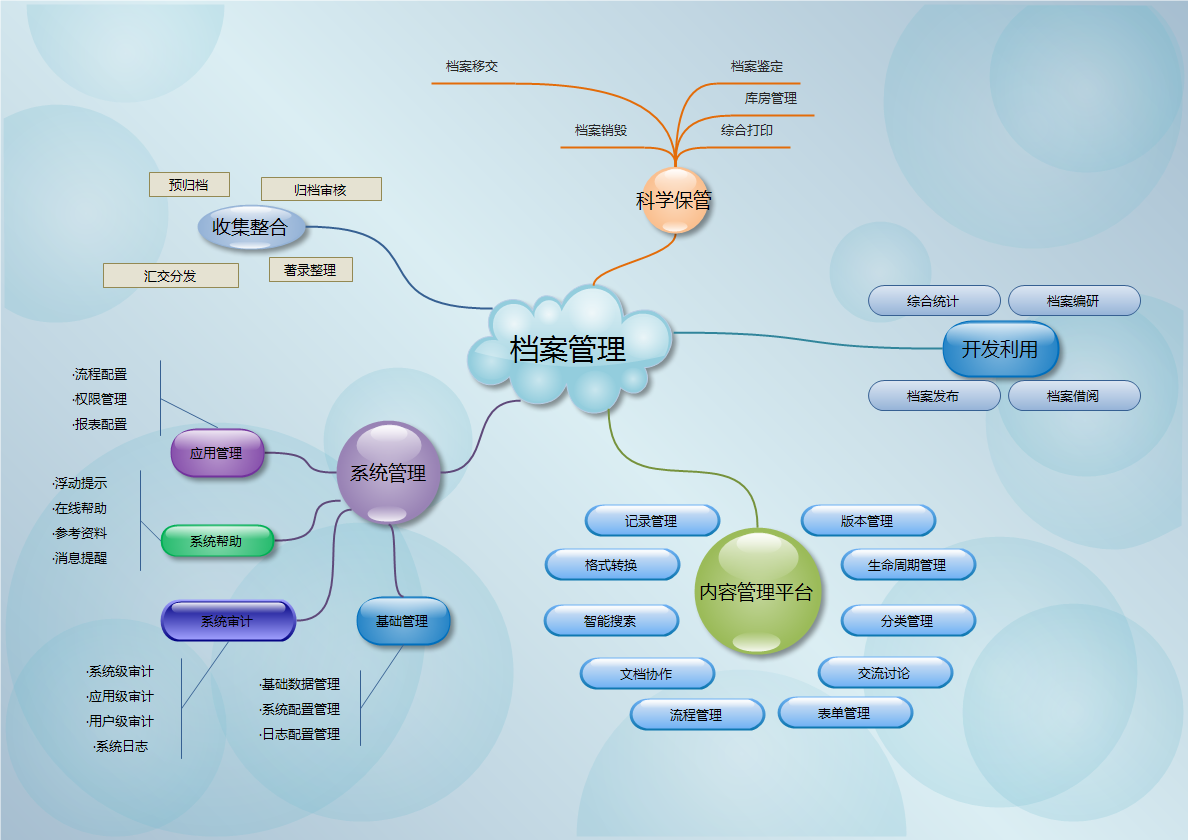 档案移交
档案鉴定
库房管理
档案销毁
综合打印
科学保管
预归档
归档审核
收集整合
汇交分发
著录整理
档案管理
综合统计
档案编研
开发利用
档案发布
档案借阅
·流程配置
·权限管理
·报表配置
应用管理
系统管理
·浮动提示
·在线帮助
·参考资料
·消息提醒
系统帮助
系统审计
基础管理
·系统级审计
·应用级审计
·用户级审计
·系统日志
·基础数据管理
·系统配置管理
·日志配置管理
记录管理
版本管理
格式转换
生命周期管理
内容管理平台
智能搜索
分类管理
文档协作
交流讨论
流程管理
表单管理